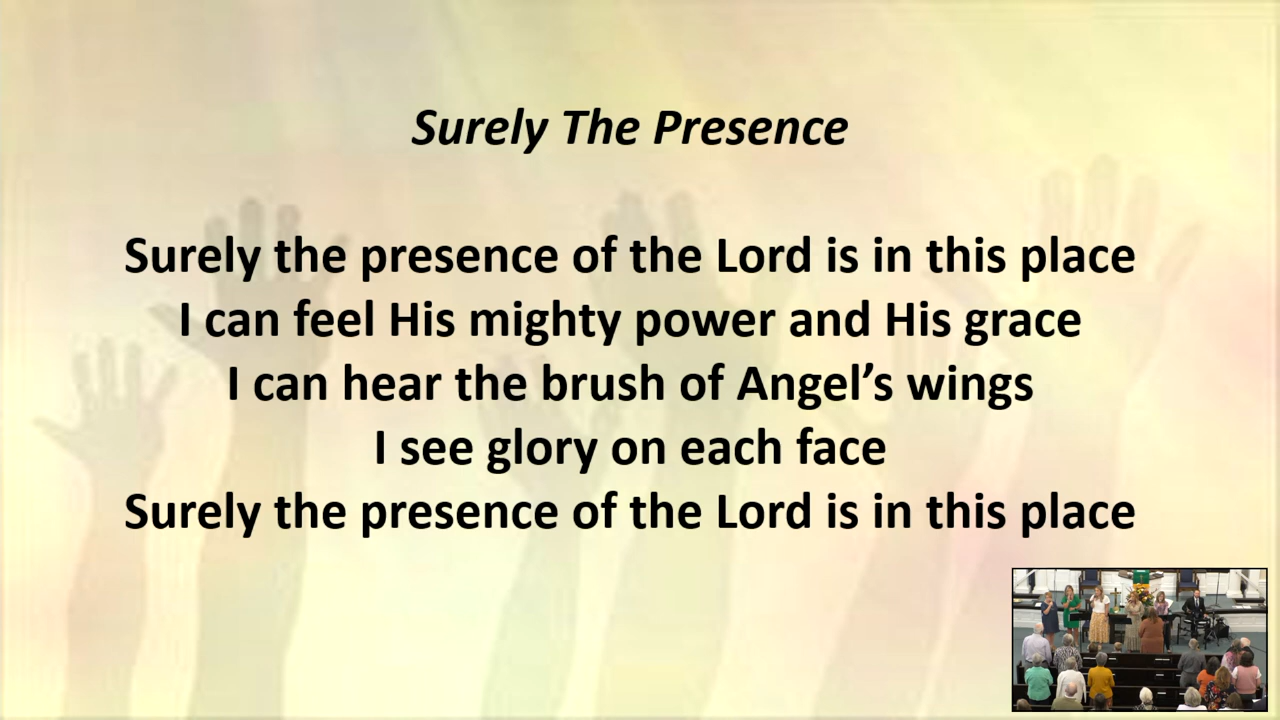 Surely The Presence
Surely the presence of the Lord is in this place
I can feel His mighty power and His grace
I can hear the brush of Angel’s wings
I see glory on each face
Surely the presence of the Lord is in this place